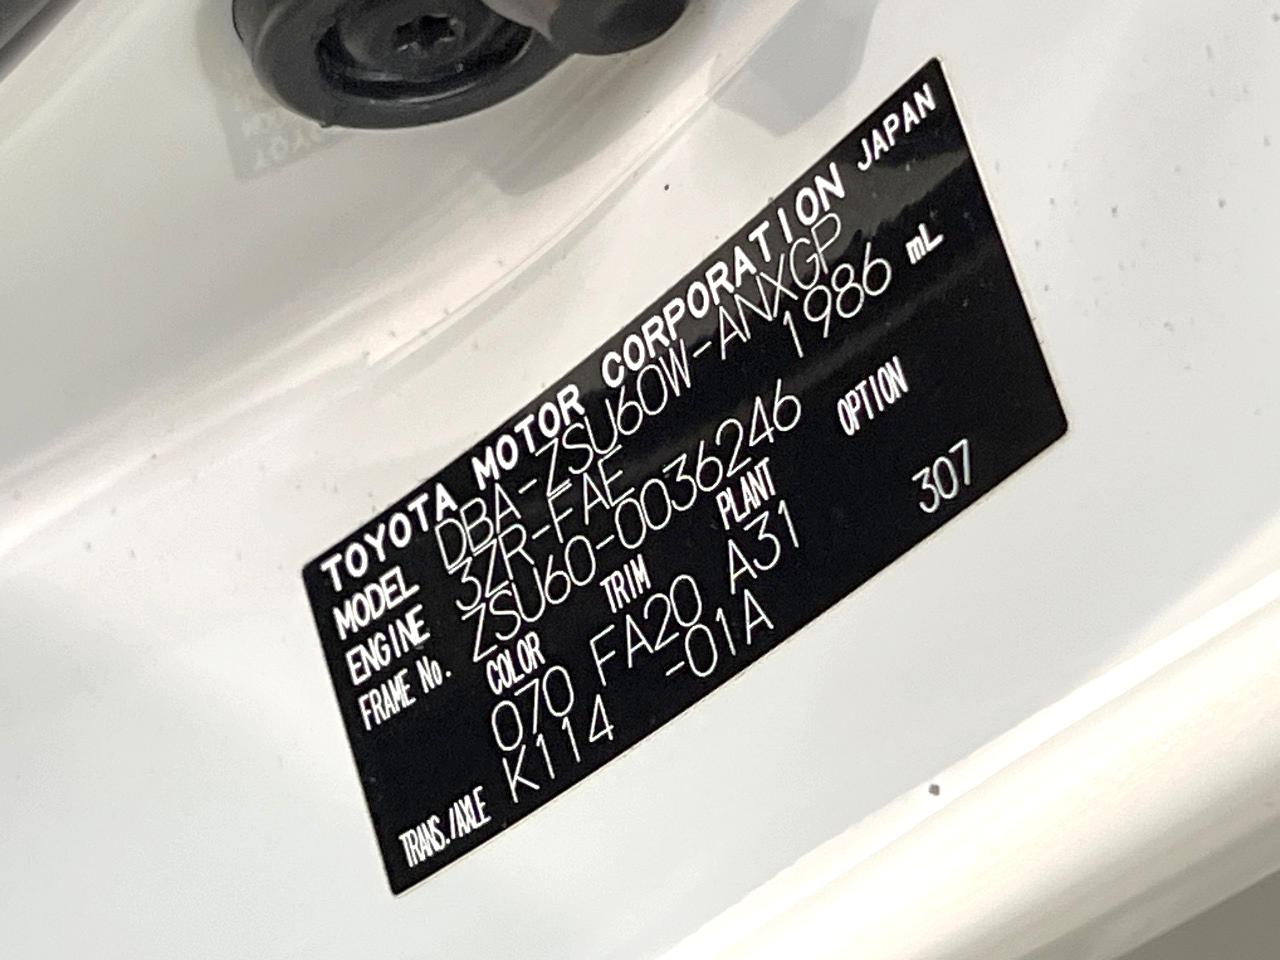 TOYOTA MOTOR CORPORATION JAPAN
MODEL DBA-ZSU60W-ANXGP
ENGINE 3ZR-FAE 1986 mL
FRAME No. ZSU60-0036246
COLOR TRIM PLANT OPTION
070 FA20 A31 307
TRANS./AXLE K114 -01A